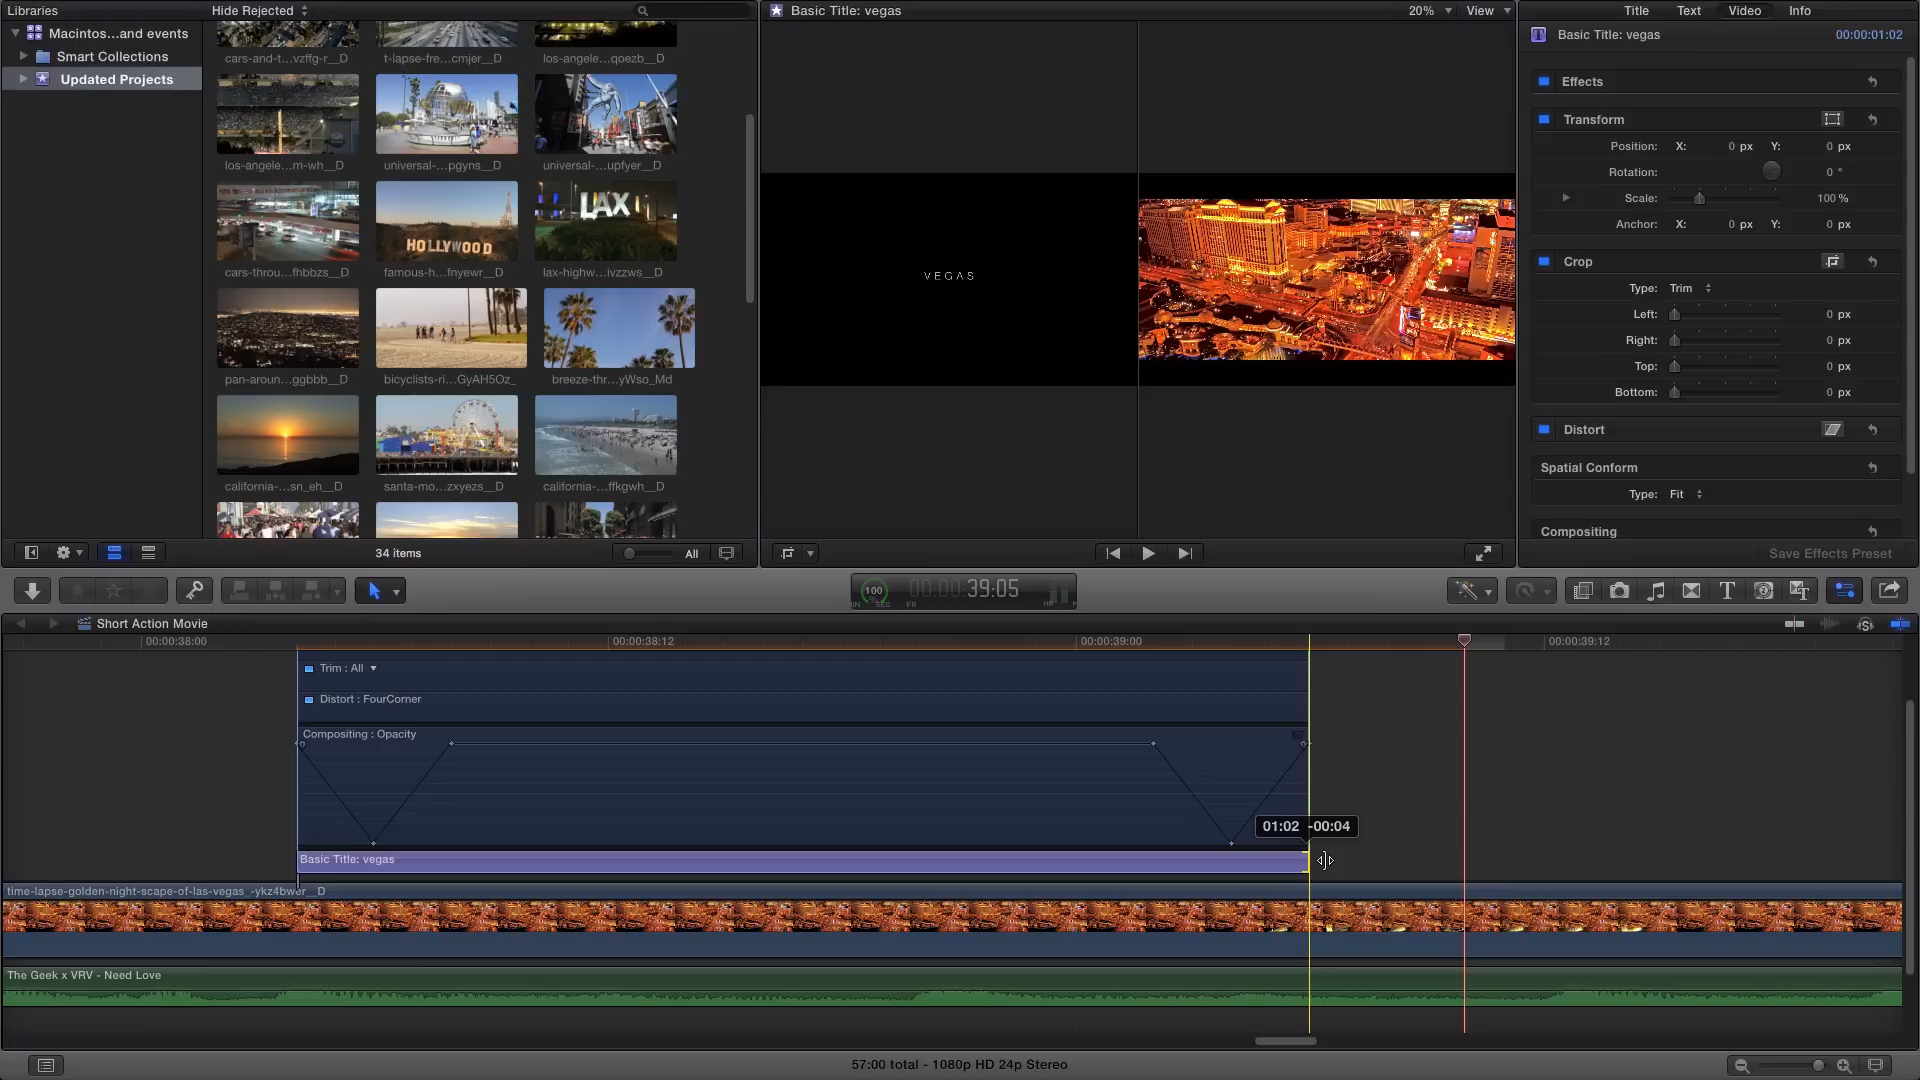 Libraries
Hide Rejected
Basic Title: vegas
20%
View
Title
Text
Video
Info
Macintos...and events
Smart Collections
Updated Projects
cars-and-t...vzffg-r__D
t-lapse-fre...cmjer__D
los-angele...qoezb__D
los-angele...m-wh__D
universal-...pgyns__D
universal-...upfyer__D
HOLLYWOOD
LAX
cars-throu...fhbbzs__D
famous-h...fnyewr__D
lax-highw...ivzzws__D
pan-aroun...ggbbb__D
bicyclists-ri...GyAH5Oz_
breeze-thr...yWso_Md
california-...sn_eh__D
santa-mo...zxyezs__D
california-...ffkgwh__D
34 items
All
VEGAS
Basic Title: vegas
00:00:01:02
Effects
Transform
Position: X: 0 px Y: 0 px
Rotation: 0 °
Scale: 100 %
Anchor: X: 0 px Y: 0 px
Crop
Type: Trim
Left: 0 px
Right: 0 px
Top: 0 px
Bottom: 0 px
Distort
Spatial Conform
Type: Fit
Compositing
Save Effects Preset
100
00:00:39:05
HR MIN SEC FR
Short Action Movie
00:00:38:00
00:00:38:12
00:00:39:00
00:00:39:12
Trim : All
Distort : FourCorner
Compositing : Opacity
01:02 -00:04
Basic Title: vegas
time-lapse-golden-night-scape-of-las-vegas_-ykz4bwer__D
The Geek x VRV - Need Love
57:00 total - 1080p HD 24p Stereo